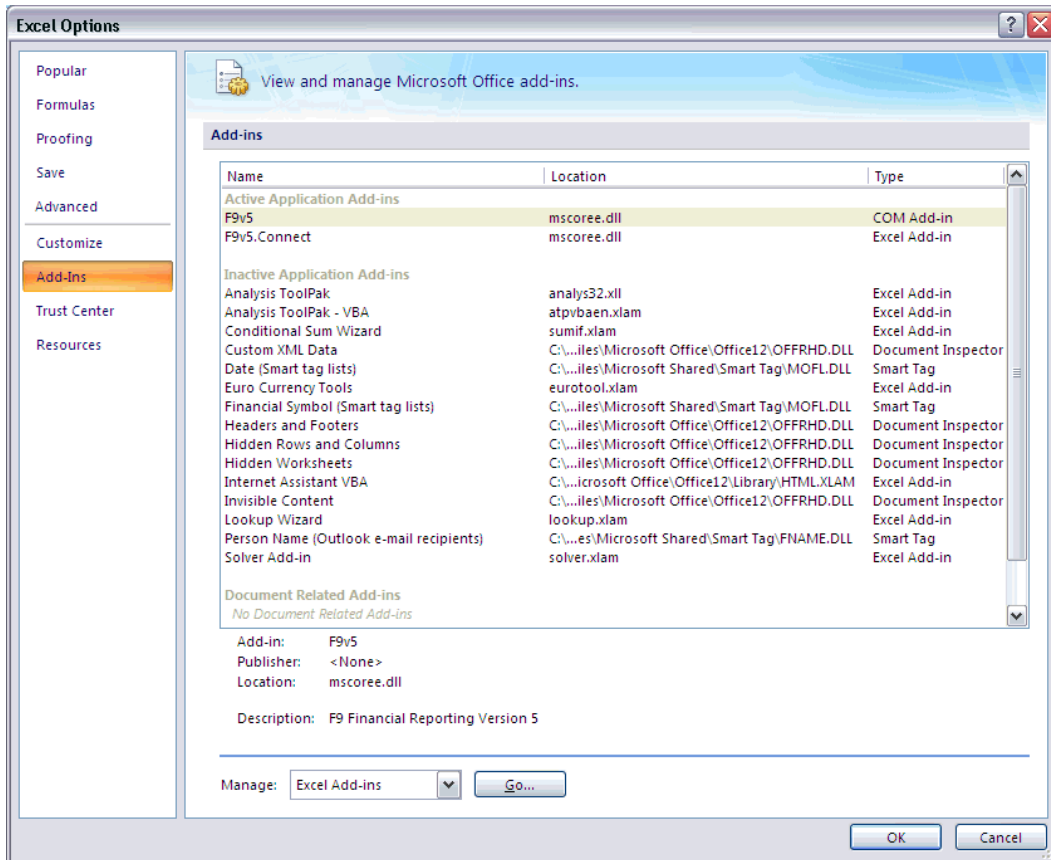 Excel Options
Popular
Formulas
Proofing
Save
Advanced
Customize
Add-Ins
Trust Center
Resources
View and manage Microsoft Office add-ins.
Add-ins
Name Location Type
Active Application Add-ins
F9v5 mscoree.dll COM Add-in
F9v5.Connect mscoree.dll Excel Add-in
Inactive Application Add-ins
Analysis ToolPak analys32.xll Excel Add-in
Analysis ToolPak - VBA atpvbaen.xlam Excel Add-in
Conditional Sum Wizard sumif.xlam Excel Add-in
Custom XML Data C:\...iles\Microsoft Office\Office12\OFFRHD.DLL Document Inspector
Date (Smart tag lists) C:\...iles\Microsoft Shared\Smart Tag\MOFL.DLL Smart Tag
Euro Currency Tools eurotool.xlam Excel Add-in
Financial Symbol (Smart tag lists) C:\...iles\Microsoft Shared\Smart Tag\MOFL.DLL Smart Tag
Headers and Footers C:\...iles\Microsoft Office\Office12\OFFRHD.DLL Document Inspector
Hidden Rows and Columns C:\...iles\Microsoft Office\Office12\OFFRHD.DLL Document Inspector
Hidden Worksheets C:\...iles\Microsoft Office\Office12\OFFRHD.DLL Document Inspector
Internet Assistant VBA C:\...icrosoft Office\Office12\Library\HTML.XLAM Excel Add-in
Invisible Content C:\...iles\Microsoft Office\Office12\OFFRHD.DLL Document Inspector
Lookup Wizard lookup.xlam Excel Add-in
Person Name (Outlook e-mail recipients) C:\...es\Microsoft Shared\Smart Tag\FNAME.DLL Smart Tag
Solver Add-in solver.xlam Excel Add-in
Document Related Add-ins
No Document Related Add-ins
Add-in: F9v5
Publisher: <None>
Location: mscoree.dll
Description: F9 Financial Reporting Version 5
Manage: Excel Add-ins Go...
OK Cancel